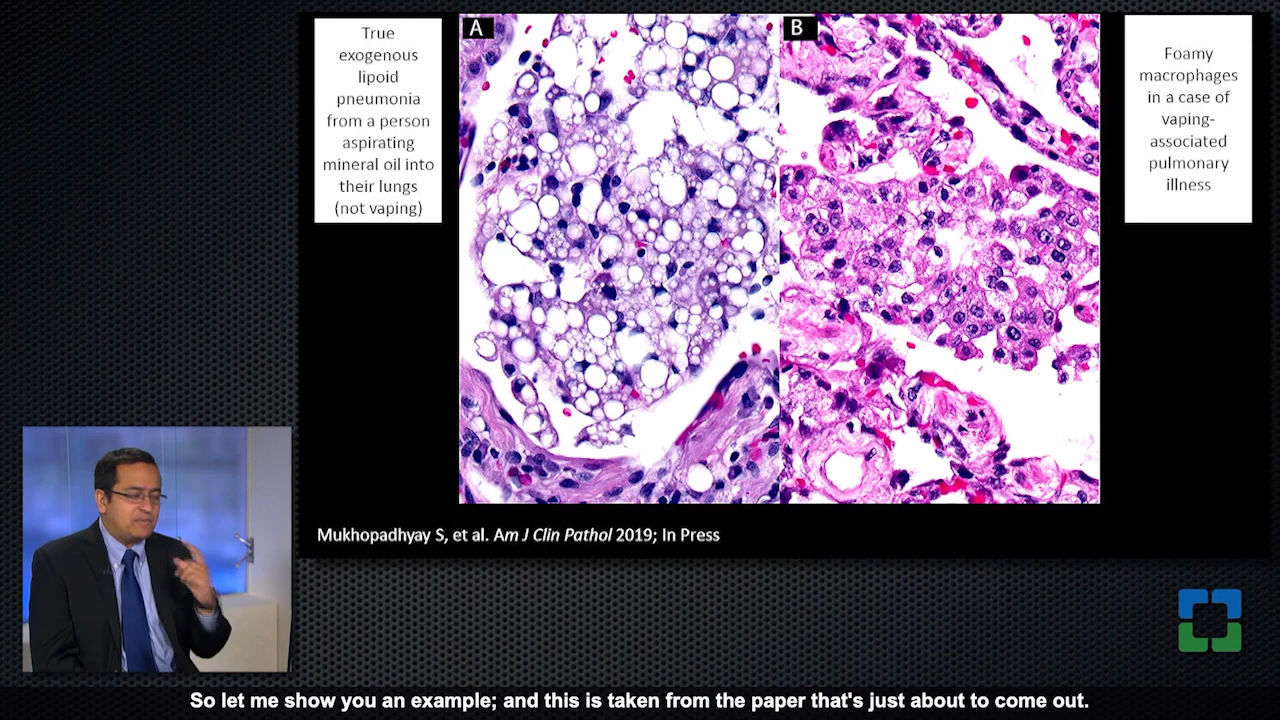 True
exogenous
lipoid
pneumonia
from a person
aspirating
mineral oil into
their lungs
(not vaping)
A
B
Foamy
macrophages
in a case of
vaping-
associated
pulmonary
illness
Mukhopadhyay S, et al. Am J Clin Pathol 2019; In Press
So let me show you an example; and this is taken from the paper that's just about to come out.